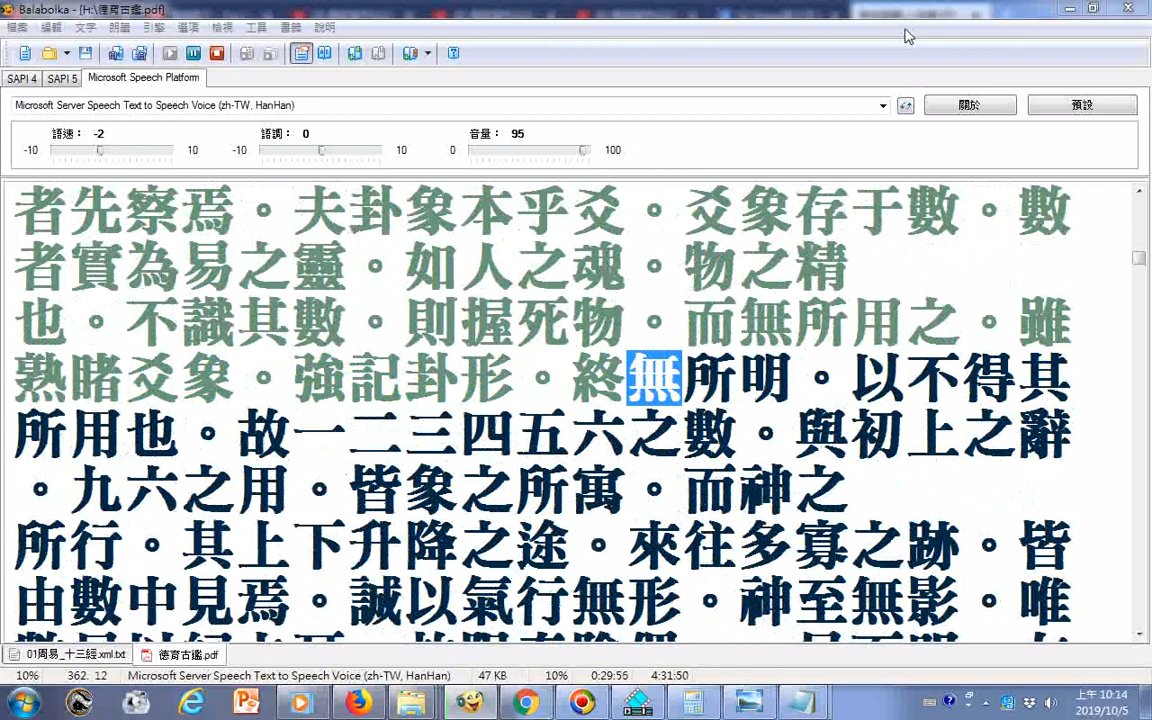 Balabolka - [H:\德育古鑑.pdf]
檔案 編輯 文字 朗讀 引擎 選項 檢視 工具 書籤 說明
SAPI 4 SAPI 5 Microsoft Speech Platform
Microsoft Server Speech Text to Speech Voice (zh-TW, HanHan) 關於 預設
語速: -2 語調: 0 音量: 95
-10 10 -10 10 0 100
者先察焉。夫卦象本乎爻。爻象存于數。數
者實為易之靈。如人之魂。物之精
也。不識其數。則握死物。而無所用之。雖
熟睹爻象。強記卦形。終無所明。以不得其
所用也。故一二三四五六之數。與初上之辭
。九六之用。皆象之所寓。而神之
所行。其上下升降之途。來往多寡之跡。皆
由數中見焉。誠以氣行無形。神至無影。唯
01周易_十三經.xml.txt 德育古鑑.pdf
10% 362: 12 Microsoft Server Speech Text to Speech Voice (zh-TW, HanHan) 47 KB 10% 0:29:55 4:31:50
上午 10:14
2019/10/5